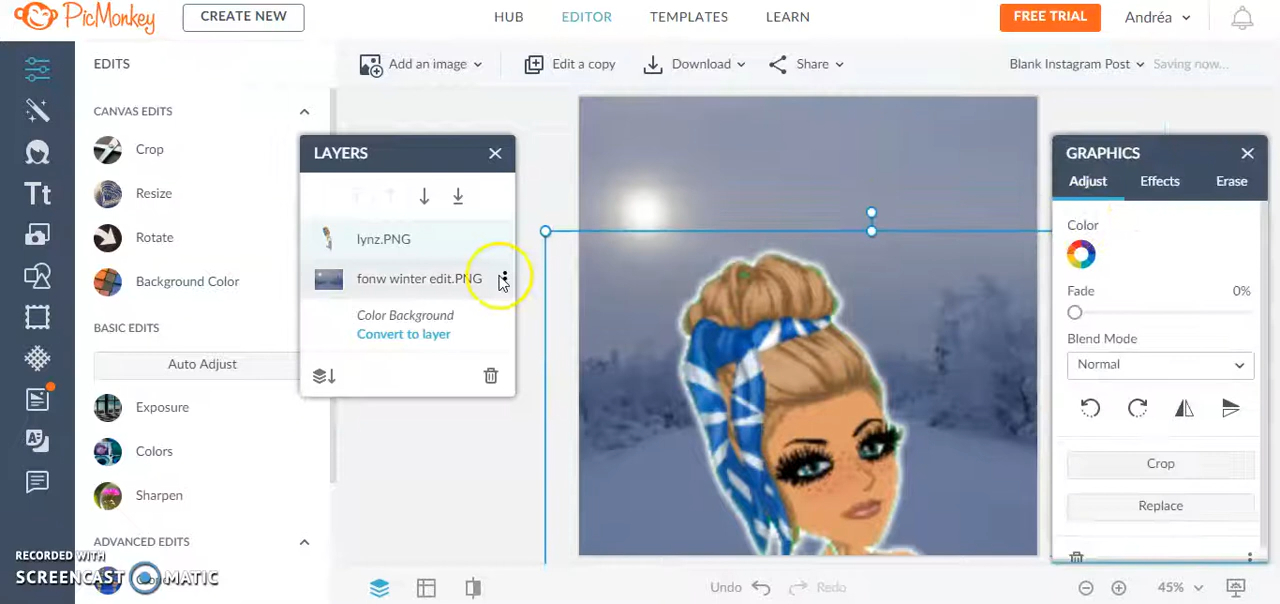 PicMonkey
CREATE NEW
HUB
EDITOR
TEMPLATES
LEARN
FREE TRIAL
Andréa
EDITS
Add an image
Edit a copy
Download
Share
Blank Instagram Post
Saving now...
CANVAS EDITS
Crop
Resize
Rotate
Background Color
BASIC EDITS
Auto Adjust
Exposure
Colors
Sharpen
ADVANCED EDITS
Tt
LAYERS
lynz.PNG
fonw winter edit.PNG
Color Background
Convert to layer
GRAPHICS
Adjust
Effects
Erase
Color
Fade
0%
Blend Mode
Normal
Crop
Replace
RECORDED WITH
SCREENCAST MATIC
Undo
Redo
45%